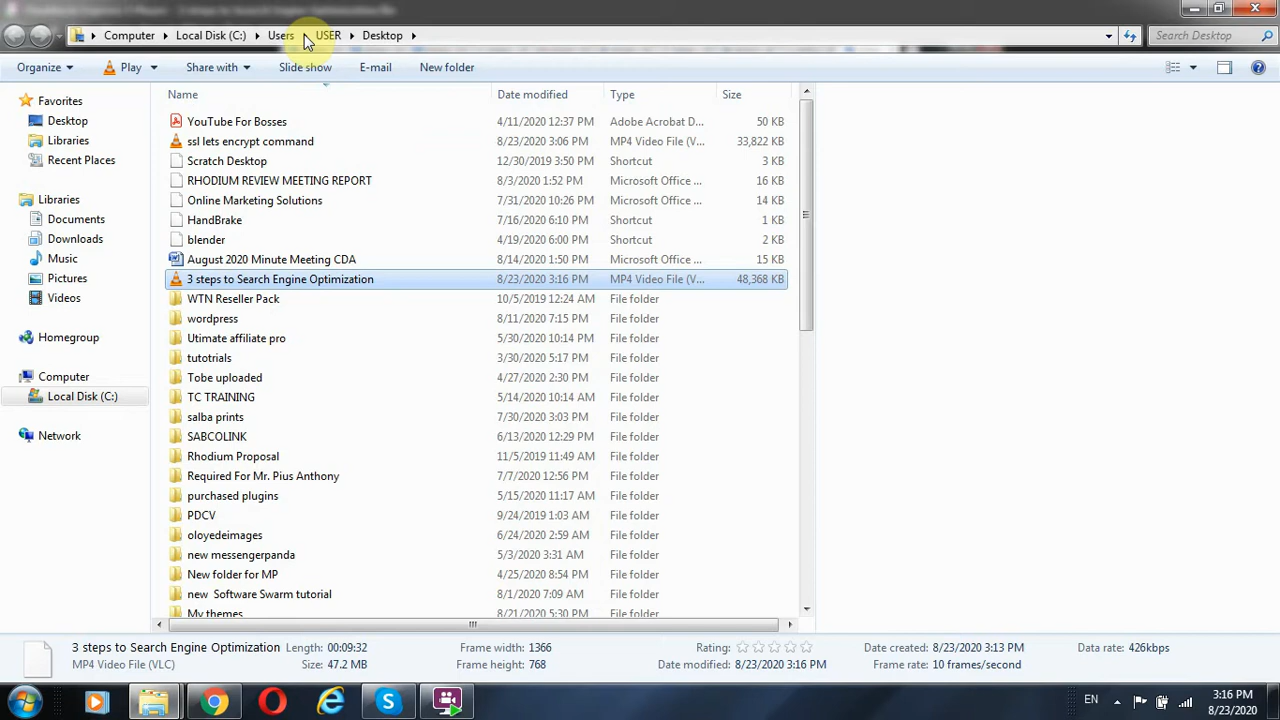 Computer Local Disk (C:) Users USER Desktop Search Desktop
Organize Play Share with Slide show E-mail New folder
Name Date modified Type Size
Favorites
Desktop
Libraries
Recent Places
Libraries
Documents
Downloads
Music
Pictures
Videos
Homegroup
Computer
Local Disk (C:)
Network
YouTube For Bosses 4/11/2020 12:37 PM Adobe Acrobat D... 50 KB
ssl lets encrypt command 8/23/2020 3:06 PM MP4 Video File (V... 33,822 KB
Scratch Desktop 12/30/2019 3:50 PM Shortcut 3 KB
RHODIUM REVIEW MEETING REPORT 8/3/2020 1:52 PM Microsoft Office ... 16 KB
Online Marketing Solutions 7/31/2020 10:26 PM Microsoft Office ... 14 KB
HandBrake 7/16/2020 6:10 PM Shortcut 1 KB
blender 4/19/2020 6:00 PM Shortcut 2 KB
August 2020 Minute Meeting CDA 8/14/2020 1:50 PM Microsoft Office ... 15 KB
3 steps to Search Engine Optimization 8/23/2020 3:16 PM MP4 Video File (V... 48,368 KB
WTN Reseller Pack 10/5/2019 12:24 AM File folder
wordpress 8/11/2020 7:15 PM File folder
Utimate affiliate pro 5/30/2020 10:14 PM File folder
tutotrials 3/30/2020 5:17 PM File folder
Tobe uploaded 4/27/2020 2:30 PM File folder
TC TRAINING 5/14/2020 10:14 AM File folder
salba prints 7/30/2020 3:03 PM File folder
SABCOLINK 6/13/2020 12:29 PM File folder
Rhodium Proposal 11/5/2019 11:49 AM File folder
Required For Mr. Pius Anthony 7/7/2020 12:56 PM File folder
purchased plugins 5/15/2020 11:17 AM File folder
PDCV 9/24/2019 1:03 AM File folder
oloyedeimages 6/24/2020 2:59 PM File folder
new messengerpanda 5/3/2020 3:31 AM File folder
New folder for MP 4/25/2020 8:54 PM File folder
new Software Swarm tutorial 8/1/2020 7:09 AM File folder
My themes 8/21/2020 5:30 PM File folder
3 steps to Search Engine Optimization Length: 00:09:32 Frame width: 1366 Rating: Date created: 8/23/2020 3:13 PM Data rate: 426kbps
MP4 Video File (VLC) Size: 47.2 MB Frame height: 768 Date modified: 8/23/2020 3:16 PM Frame rate: 10 frames/second
EN 3:16 PM
8/23/2020